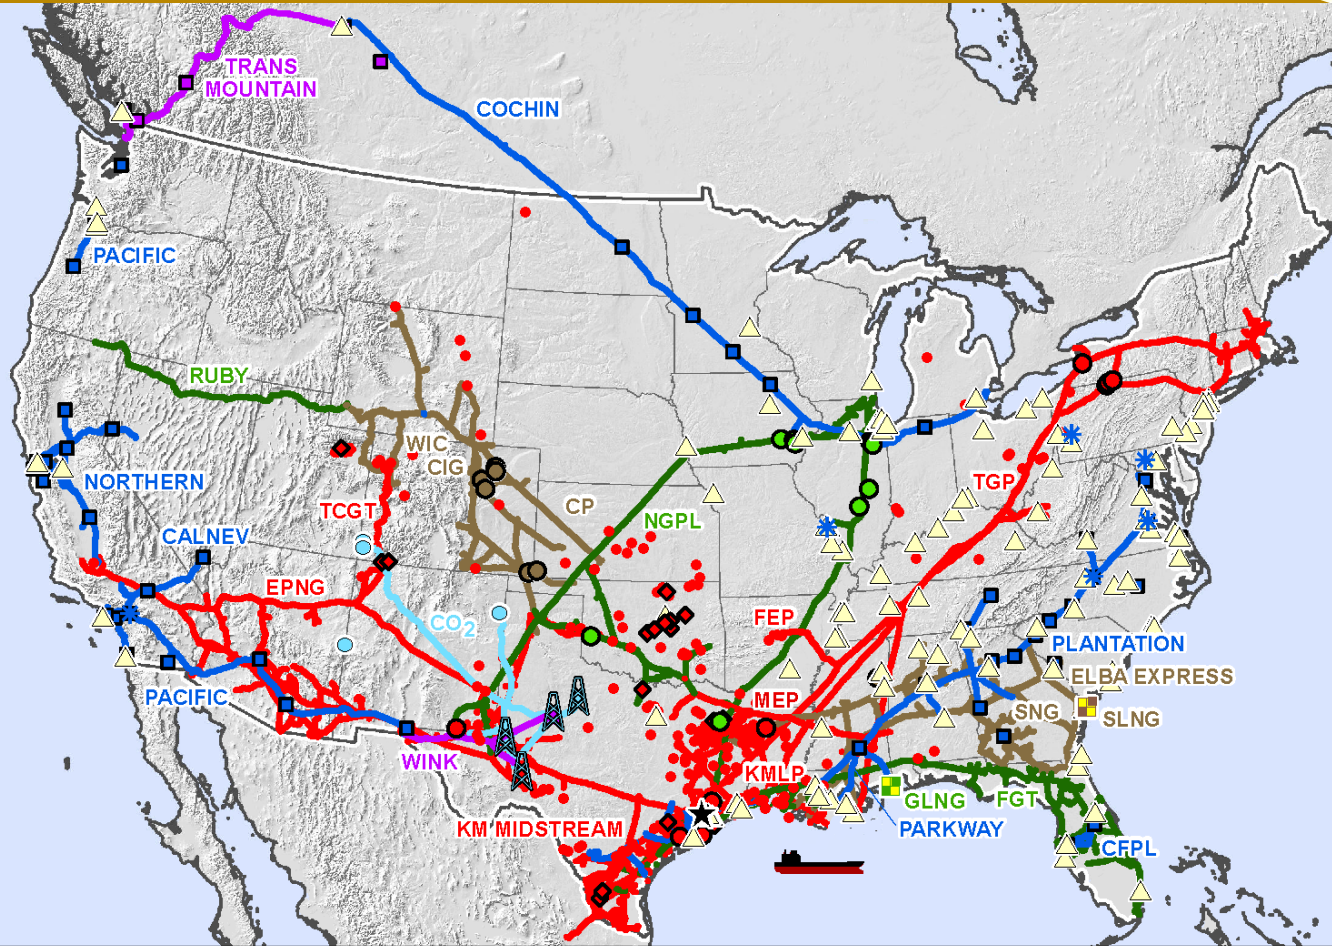 TRANS
MOUNTAIN
COCHIN
PACIFIC
RUBY
WIC
CIG
NORTHERN
TCGT
CP
NGPL
TGP
CALNEV
EPNG
CO2
FEP
PLANTATION
PACIFIC
ELBA EXPRESS
MEP
SNG
SLNG
WINK
KMLP
GLNG
FGT
KM MIDSTREAM
PARKWAY
CFPL